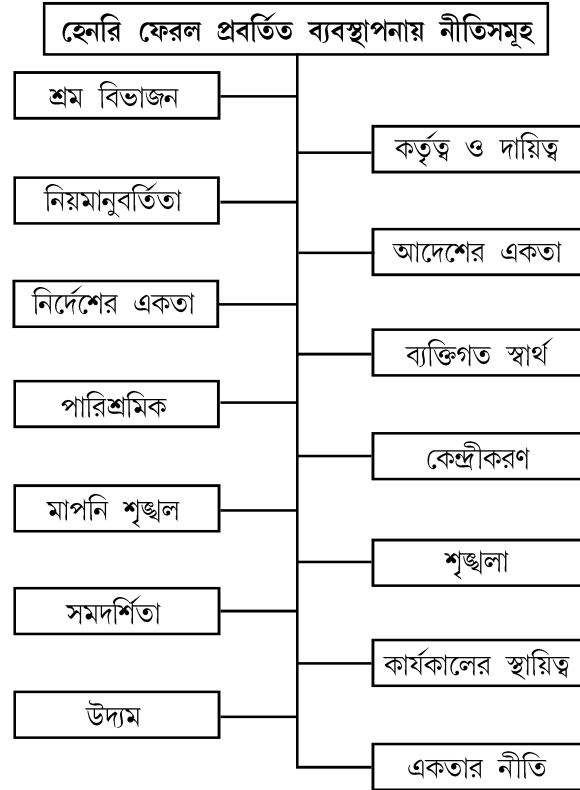 হেনরি ফেরল প্রবর্তিত ব্যবস্থাপনায় নীতিসমূহ
শ্রম বিভাজন
কর্তৃত্ব ও দায়িত্ব
নিয়মানুবর্তিতা
আদেশের একতা
নির্দেশের একতা
ব্যক্তিগত স্বার্থ
পারিশ্রমিক
কেন্দ্রীকরণ
মাপনি শৃঙ্খল
শৃঙ্খলা
সমদর্শিতা
কার্যকালের স্থায়িত্ব
উদ্যম
একতার নীতি